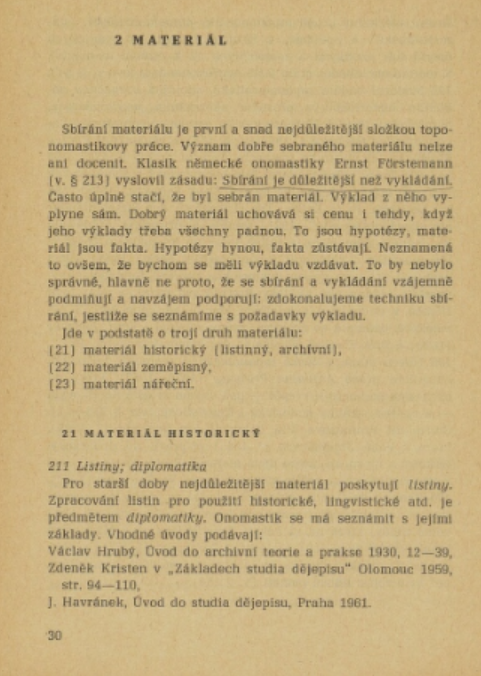 2 MATERIÁL
Sbírání materiálu je první a snad nejdůležitější složkou topo-
nomastikovy práce. Význam dobře sebraného materiálu nelze
ani docenit. Klasik německé onomastiky Ernst Förstemann
(v. § 213) vyslovil zásadu: Sbírání je důležitější než vykládání.
Často úplně stačí, že byl sebrán materiál. Výklad z něho vy-
plyne sám. Dobrý materiál uchovává si cenu i tehdy, když
jeho výklady třeba všechny padnou. To jsou hypotézy, mate-
riál jsou fakta. Hypotézy hynou, fakta zůstávají. Neznamená
to ovšem, že bychom se měli výkladu vzdávat. To by nebylo
správné, hlavně ne proto, že se sbírání a vykládání vzájemně
podmiňují a navzájem podporují: zdokonalujeme techniku sbí-
rání, jestliže se seznámíme s požadavky výkladu.
Jde v podstatě o trojí druh materiálu:
(21) materiál historický (listinný, archívní),
(22) materiál zeměpisný,
(23) materiál nářeční.
21 MATERIÁL HISTORICKÝ
211 Listiny; diplomatika
Pro starší doby nejdůležitější materiál poskytují listiny.
Zpracování listin pro použití historické, lingvistické atd. je
předmětem diplomatiky. Onomastik se má seznámit s jejími
základy. Vhodné úvody podávají:
Václav Hrubý, Úvod do archivní teorie a prakse 1930, 12—39,
Zdeněk Kristen v „Základech studia dějepisu" Olomouc 1959,
str. 94—110,
J. Havránek, Úvod do studia dějepisu, Praha 1961.
30